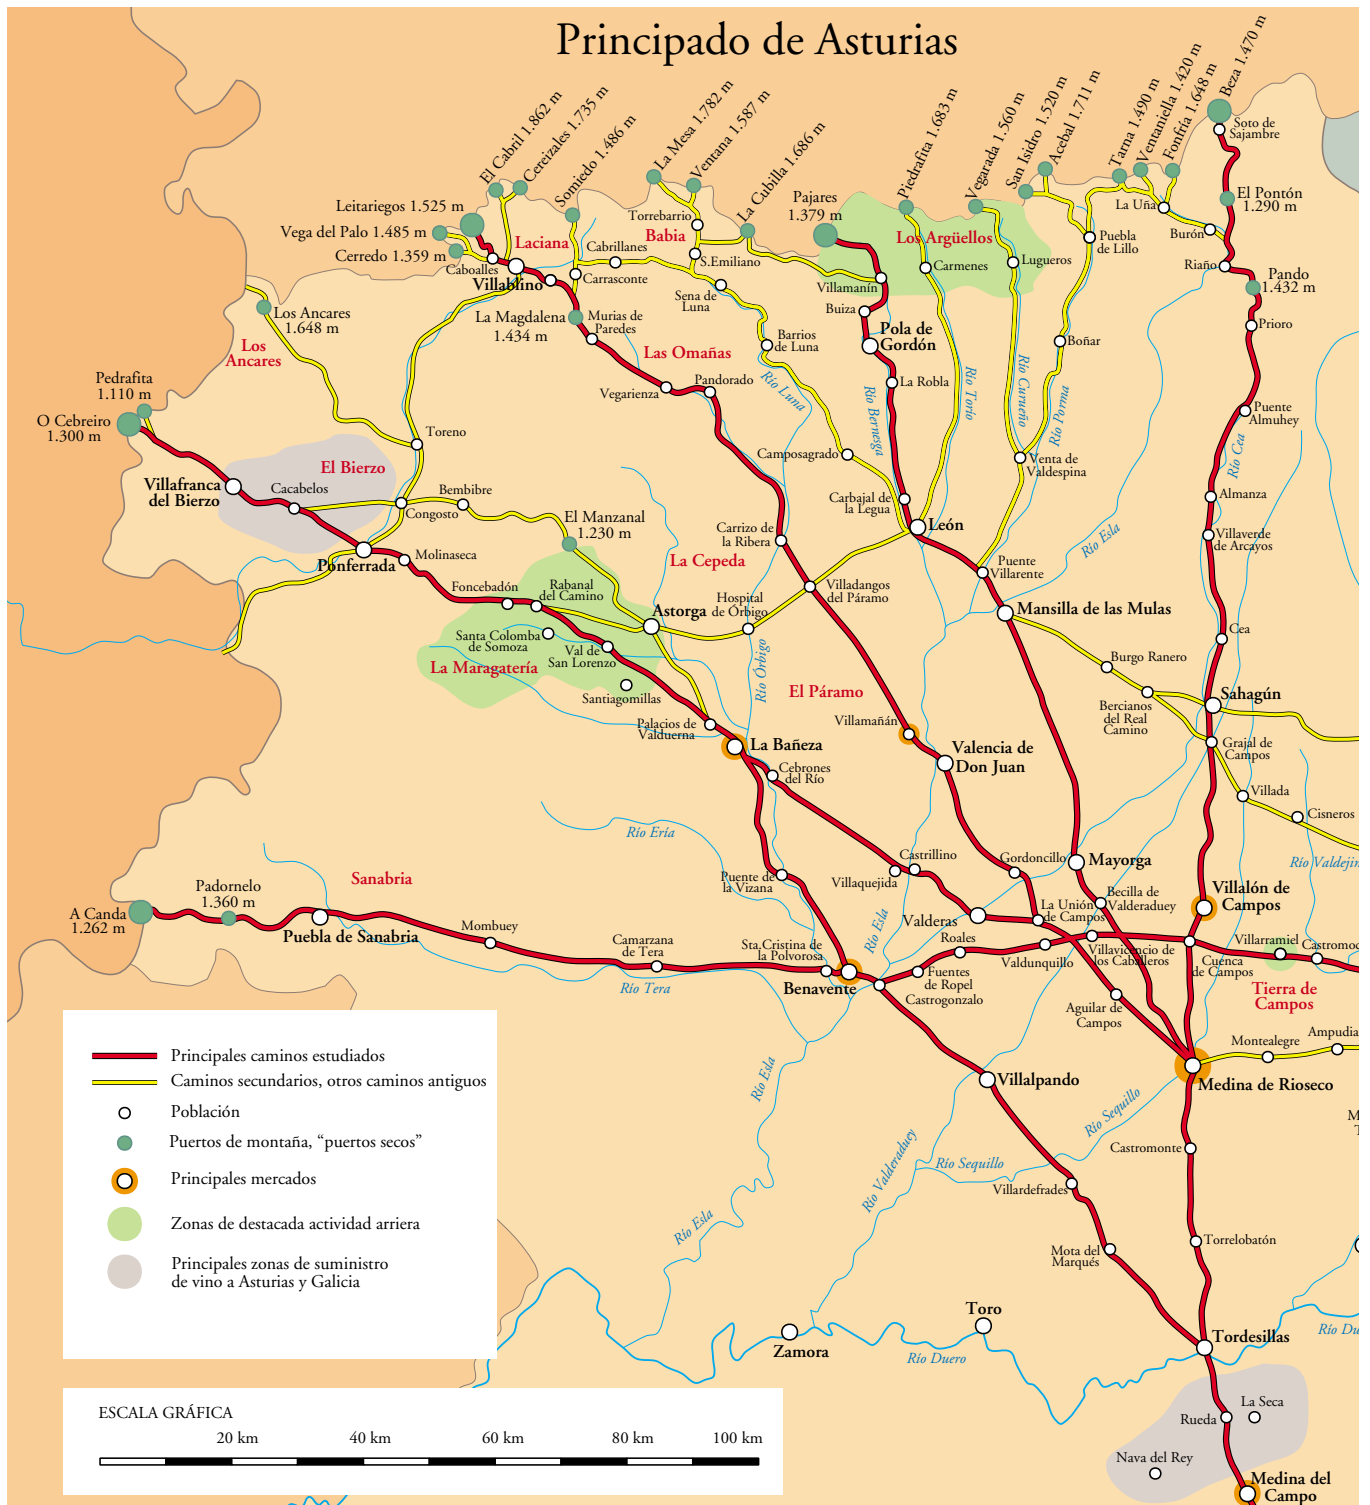 Principado de Asturias
El Cabril 1.862 m
Cereizales 1.735 m
Somiedo 1.486 m
La Mesa 1.782 m
Ventana 1.587 m
La Cubilla 1.686 m
Piedrafita 1.683 m
Vegarada 1.560 m
San Isidro 1.520 m
Acebal 1.711 m
Tarna 1.490 m
Ventaniella 1.420 m
Fonfría 1.648 m
Beza 1.470 m
Soto de
Sajambre
El Pontón
1.290 m
Leitariegos 1.525 m
Vega del Palo 1.485 m
Cerredo 1.359 m
Pajares
1.379 m
Torrebarrio
Babia
Laciana
Los Argüellos
La Uña
Burón
Puebla
de Lillo
Riaño
Pando
1.432 m
Caboalles
Villablino
Cabrillanes
Carrasconte
S.Emiliano
Sena de
Luna
Villamanín
Carmenes
Lugueros
Buiza
Los Ancares
1.648 m
La Magdalena
1.434 m
Murias de
Paredes
Barrios
de Luna
Pola de
Gordón
Boñar
Prioro
Los
Ancares
Las Omañas
Pedrafita
1.110 m
O Cebreiro
1.300 m
Vegarienza
Pandorado
Río Luna
La Robla
Río Bernesga
Río Torío
Río Curueño
Río Porma
Puente
Almuhey
Río Cea
Toreno
El Bierzo
Camposagrado
Venta de
Valdespina
Villafranca
del Bierzo
Cacabelos
Bembibre
Congosto
Carbajal de
la Legua
León
Almanza
Villaverde
de Arcayos
El Manzanal
1.230 m
Carrizo de
la Ribera
La Cepeda
Río Esla
Ponferrada
Molinaseca
Puente
Villarente
Foncebadón
Rabanal
del Camino
Astorga
Hospital
de Órbigo
Villadangos
del Páramo
Mansilla de las Mulas
Cea
Santa Colomba
de Somoza
Val de
San Lorenzo
La Maragatería
Santiagomillas
Río Órbigo
El Páramo
Burgo Ranero
Bercianos
del Real
Camino
Sahagún
Palacios de
Valduerna
Villamañán
La Bañeza
Valencia de
Don Juan
Grajal de
Campos
Cebrones
del Río
Villada
Cisneros
Río Ería
Río Valdejin
Castrillino
Gordoncillo
Mayorga
Villaquejida
Puente de
la Vizana
Becilla de
Valderaduey
Villalón de
Campos
Sanabria
Padornelo
1.360 m
A Canda
1.262 m
Puebla de Sanabria
Mombuey
Camarzana
de Tera
Río Tera
Sta.Cristina de
la Polvorosa
Benavente
Río Esla
Valderas
La Unión
de Campos
Roales
Valdunquillo
Villavicencio de
los Caballeros
Cuenca
de Campos
Villarramiel
Castromoc
Fuentes
de Ropel
Castrogonzalo
Aguilar de
Campos
Tierra de
Campos
Montealegre
Ampudia
Medina de Rioseco
Villalpando
Río Esla
Río Sequillo
Río Sequillo
Río Valderaduey
Castromonte
Villardefrades
Río Esla
Mota del
Marqués
Torrelobatón
M
Toro
Zamora
Río Duero
Tordesillas
Río Du
Rueda
La Seca
Nava del Rey
Medina del
Campo
Principales caminos estudiados
Caminos secundarios, otros caminos antiguos
Población
Puertos de montaña, “puertos secos”
Principales mercados
Zonas de destacada actividad arriera
Principales zonas de suministro
de vino a Asturias y Galicia
ESCALA GRÁFICA
20 km 40 km 60 km 80 km 100 km